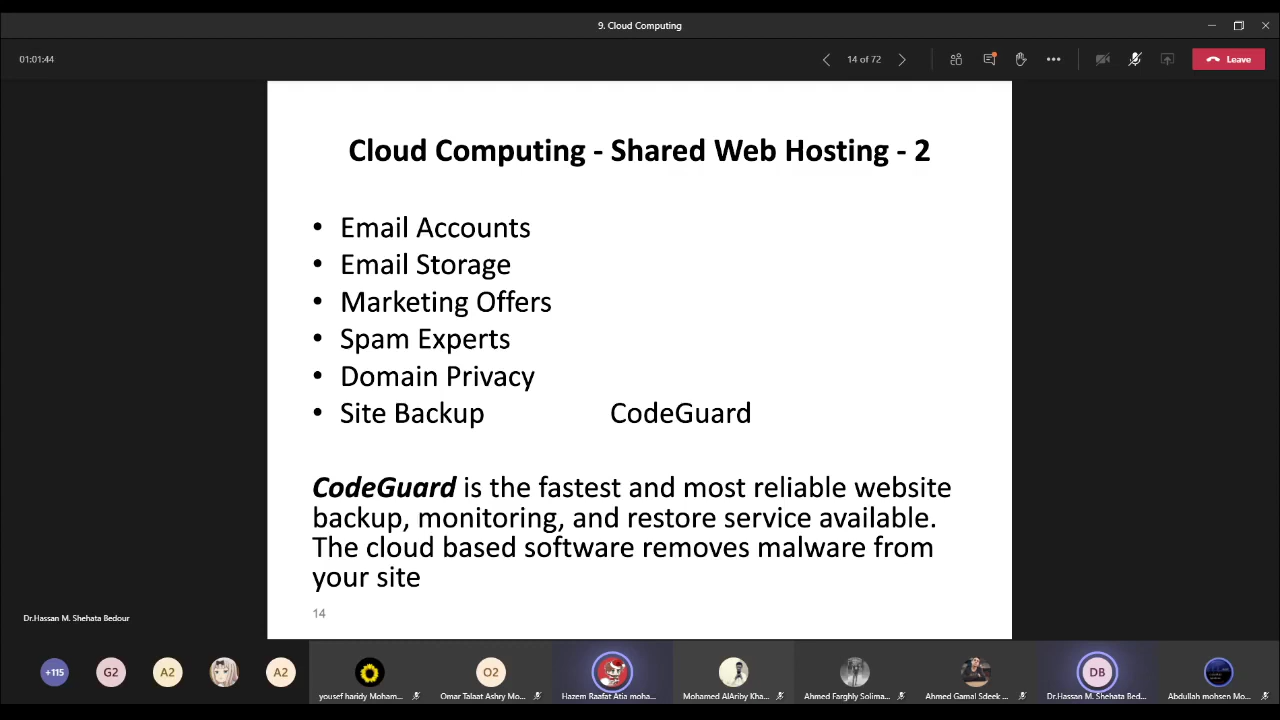 9. Cloud Computing
01:01:44
14 of 72
Leave
Cloud Computing - Shared Web Hosting - 2
• Email Accounts
• Email Storage
• Marketing Offers
• Spam Experts
• Domain Privacy
• Site Backup CodeGuard
CodeGuard is the fastest and most reliable website
backup, monitoring, and restore service available.
The cloud based software removes malware from
your site
14
Dr.Hassan M. Shehata Bedour
+115
G2
A2
A2
O2
DB
yousef haridy Moham...
Omar Talaat Ashry Mo...
Hazem Raafat Atia moha...
Mohamed AlAriby Kha...
Ahmed Farghly Solima...
Ahmed Gamal Sdeek ...
Dr.Hassan M. Shehata Bed...
Abdullah mohsen Mo...